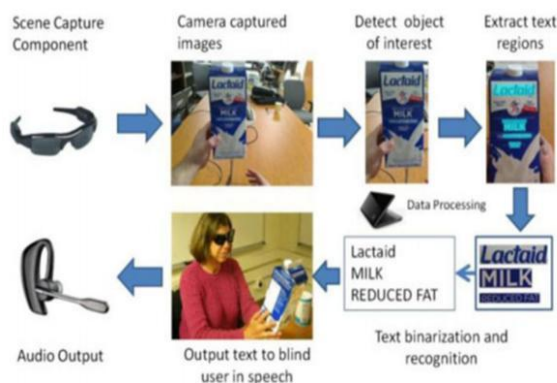 Scene Capture
Component
Camera captured
images
Detect object
of interest
Extract text
regions
Lactaid
MILK
Lactaid
MILK
Lactaid
MILK
Data Processing
Lactaid
MILK
REDUCED FAT
Lactaid
MILK
REDUCED FAT
Audio Output
Output text to blind
user in speech
Text binarization and
recognition